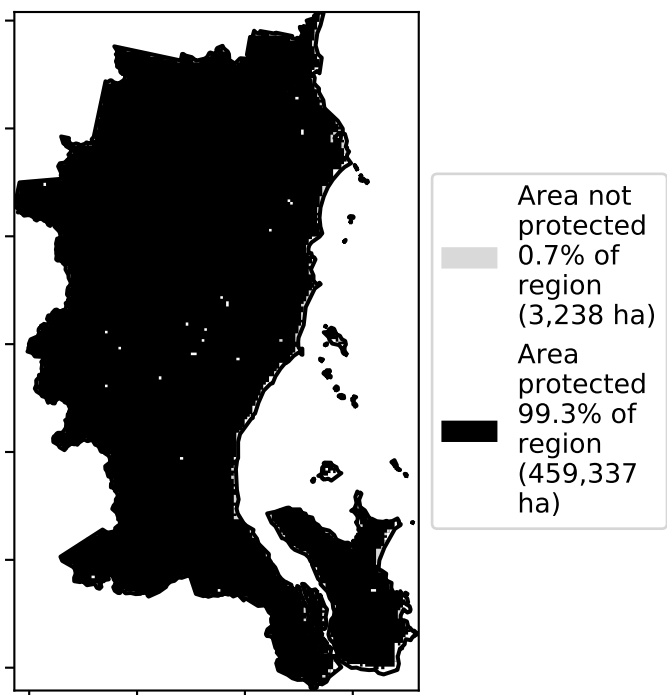 Area not
protected
0.7% of
region
(3,238 ha)
Area
protected
99.3% of
region
(459,337
ha)